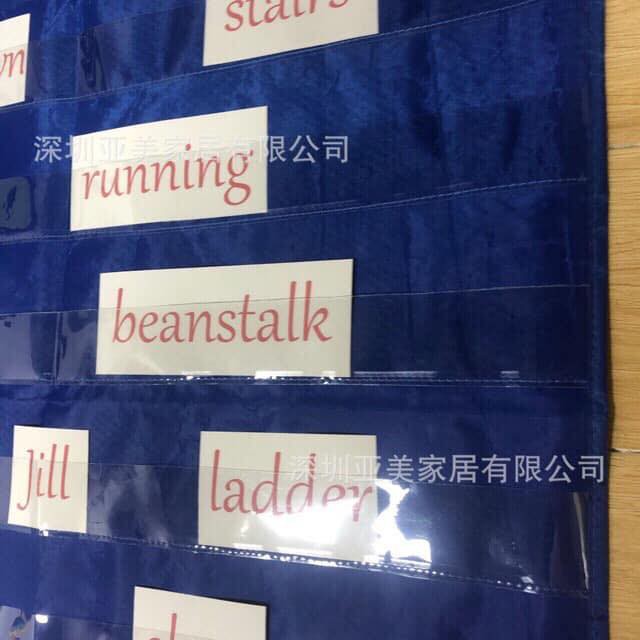 stairs
深圳亚美家居有限公司
running
beanstalk
Jill
ladder
深圳亚美家居有限公司